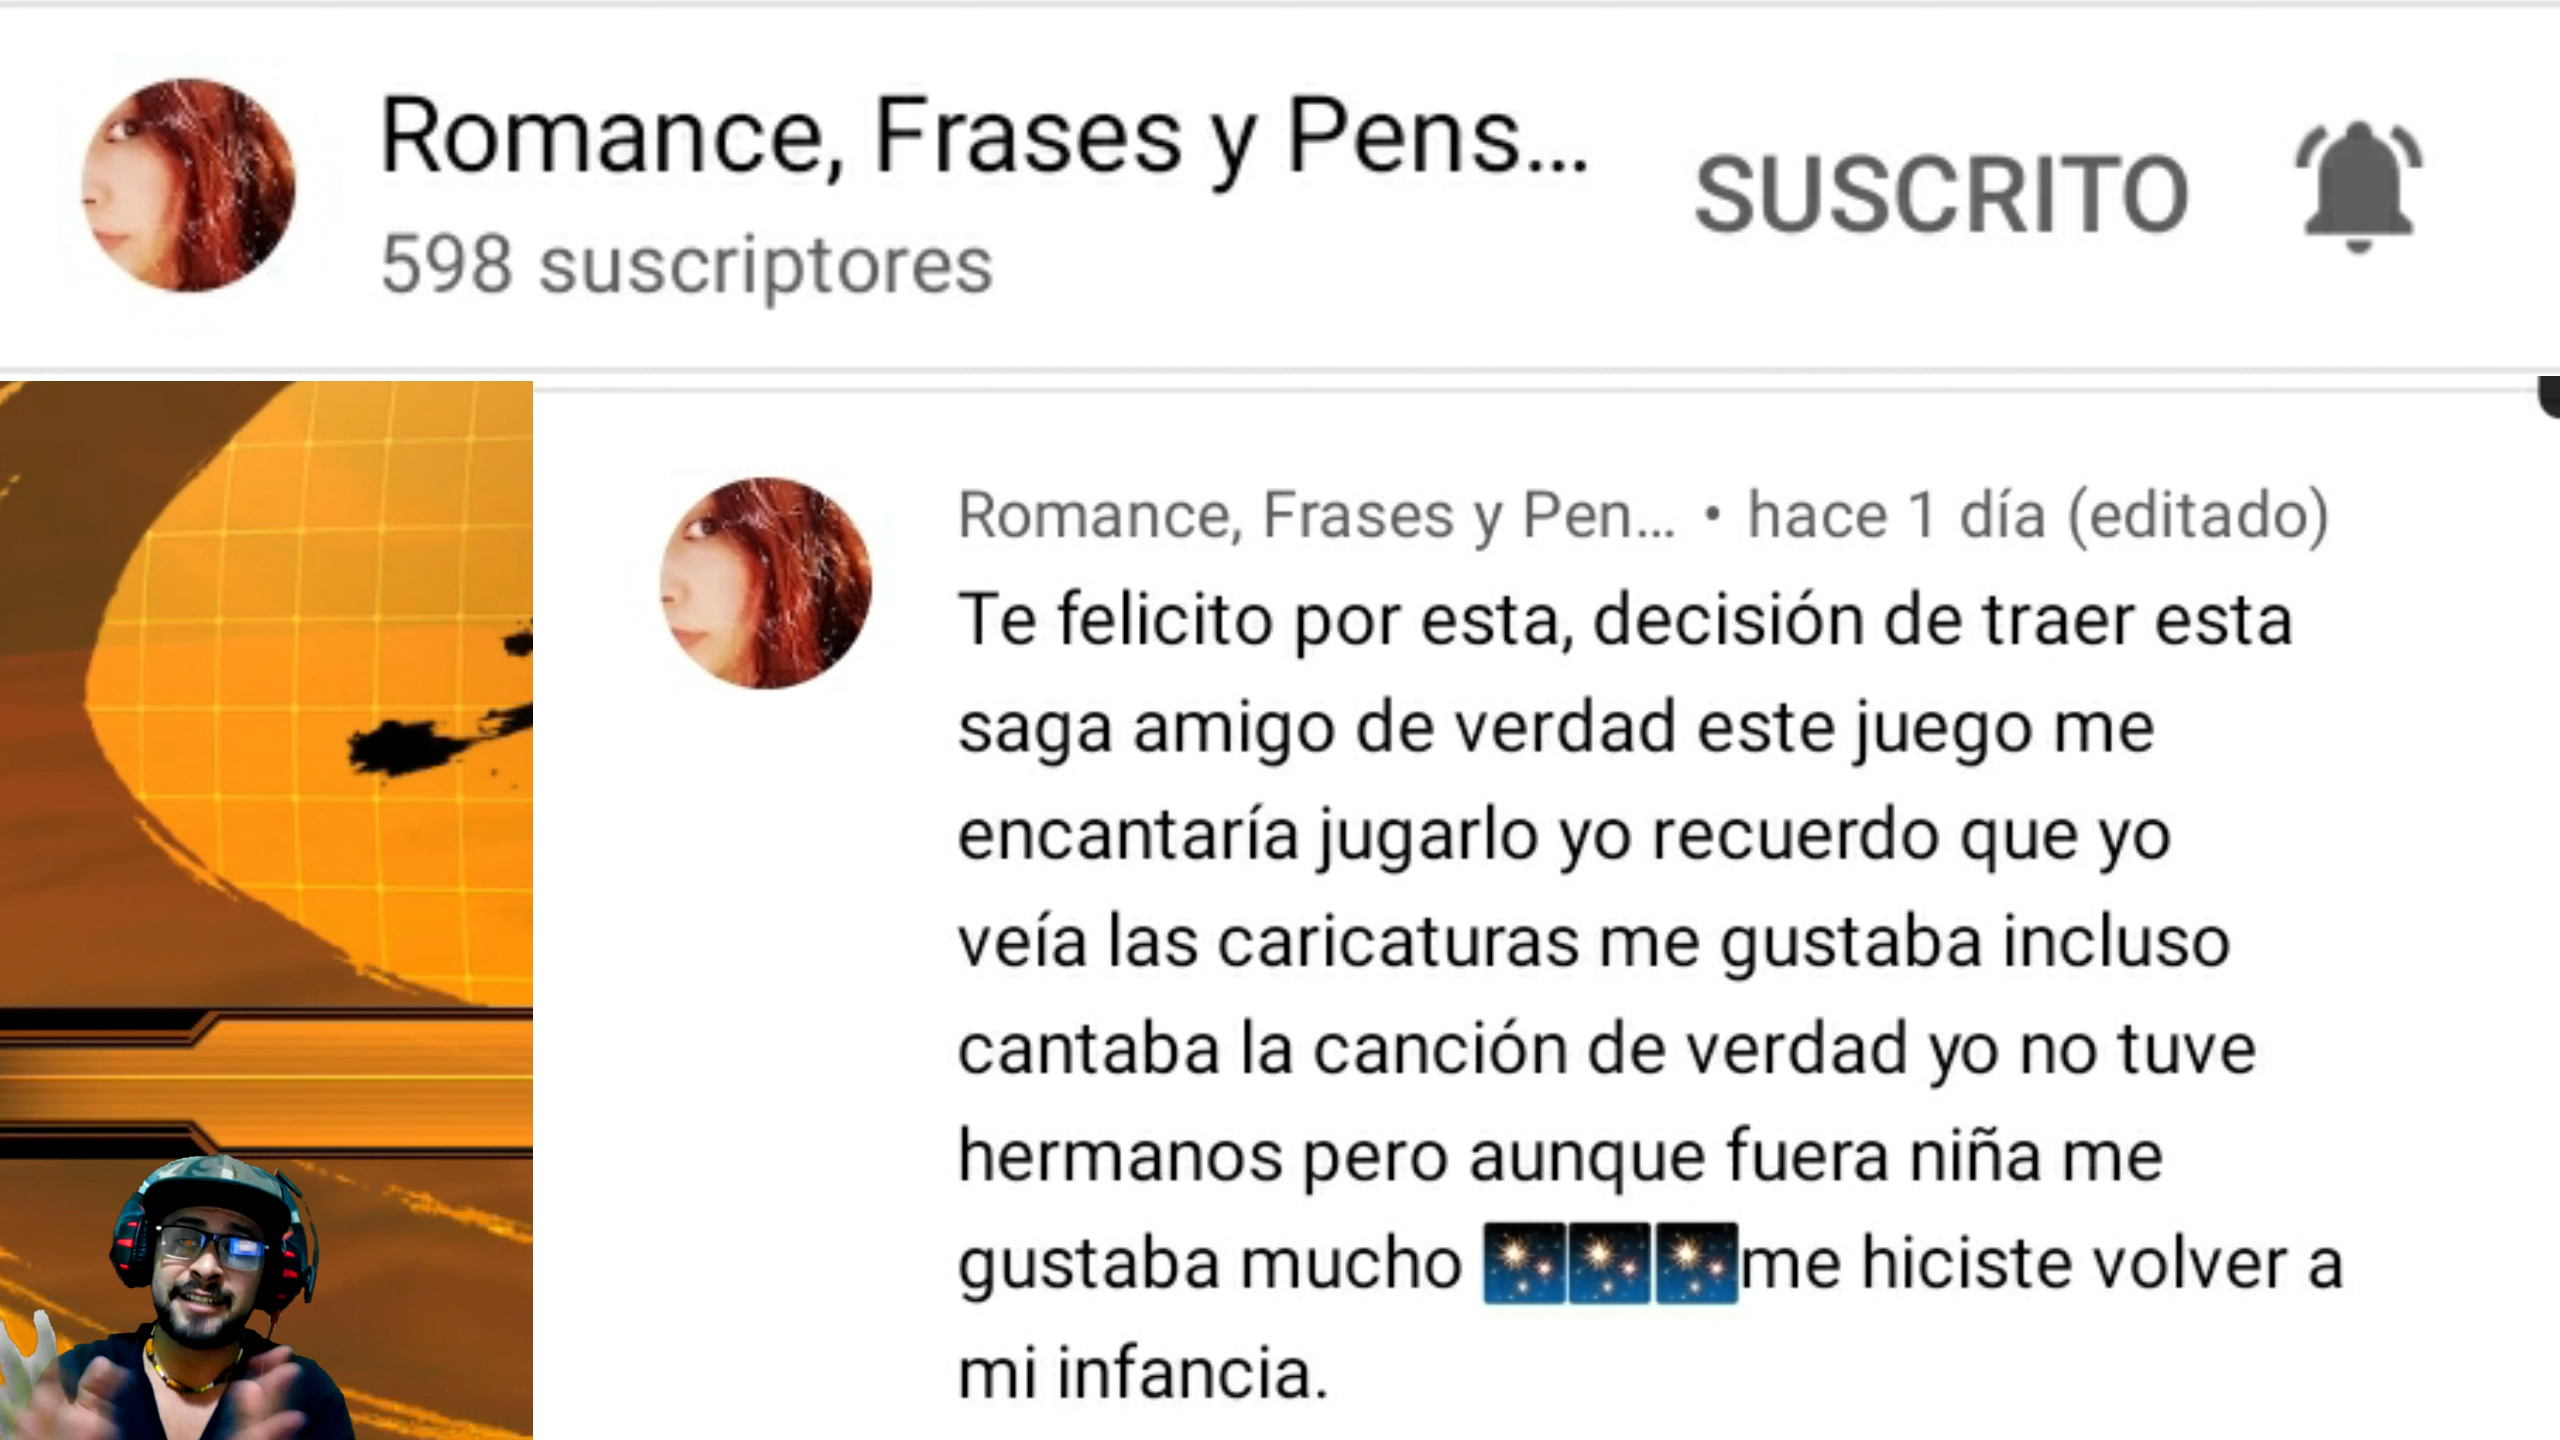 Romance, Frases y Pens...
598 suscriptores
SUSCRITO
Romance, Frases y Pen... • hace 1 día (editado)
Te felicito por esta, decisión de traer esta
saga amigo de verdad este juego me
encantaría jugarlo yo recuerdo que yo
veía las caricaturas me gustaba incluso
cantaba la canción de verdad yo no tuve
hermanos pero aunque fuera niña me
gustaba mucho 🎇🎇🎇me hiciste volver a
mi infancia.